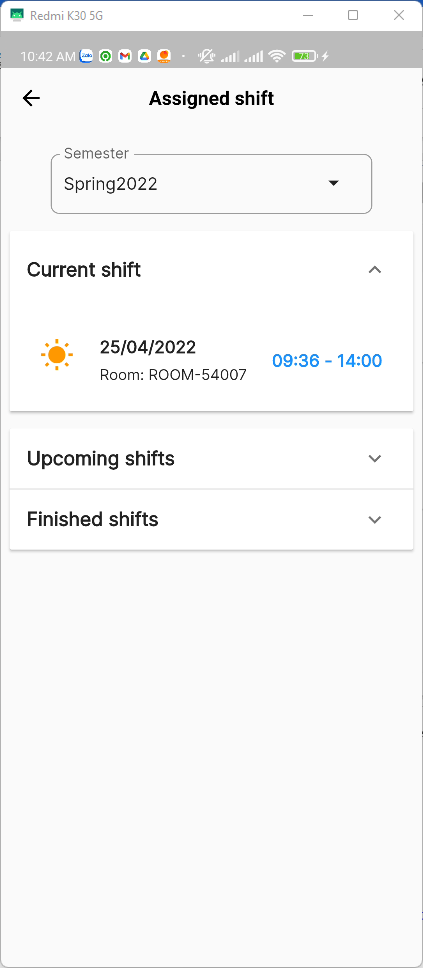 Redmi K30 5G
10:42 AM
73
Assigned shift
Semester
Spring2022
Current shift
25/04/2022
Room: ROOM-54007
09:36 - 14:00
Upcoming shifts
Finished shifts